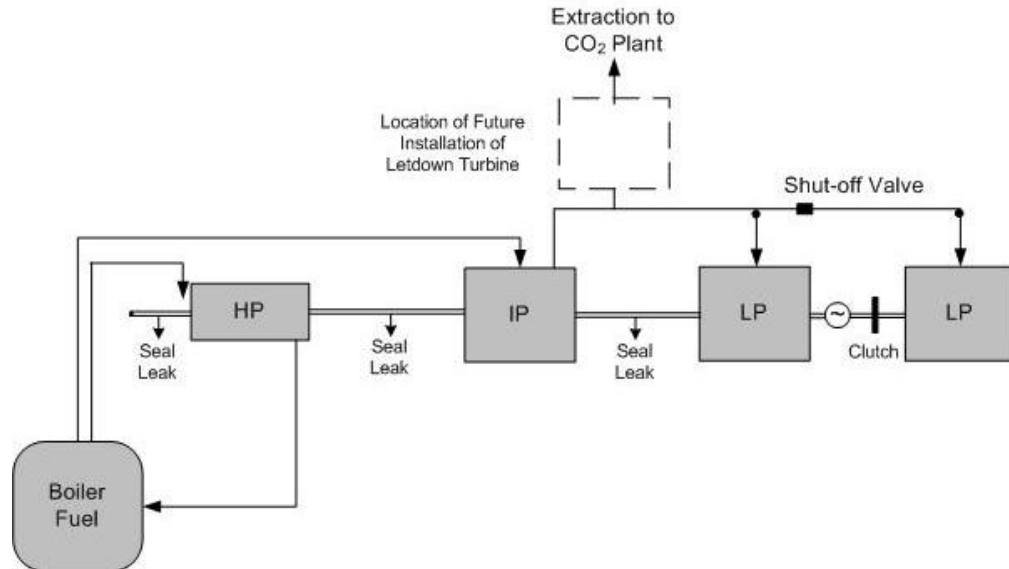 Extraction to
CO₂ Plant
Location of Future
Installation of
Letdown Turbine
Shut-off Valve
HP
IP
LP
~
LP
Seal
Leak
Seal
Leak
Seal
Leak
Clutch
Boiler
Fuel